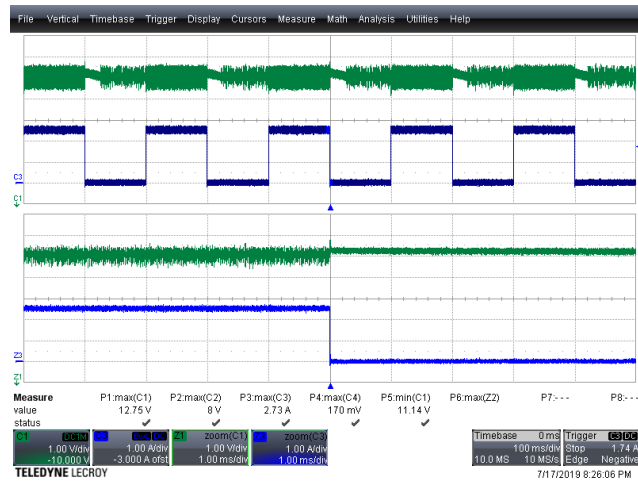 File Vertical Timebase Trigger Display Cursors Measure Math Analysis Utilities Help
C3
C1
Z3
Z1
Measure P1:max(C1) P2:max(C2) P3:max(C3) P4:max(C4) P5:min(C1) P6:max(Z2) P7:- - - P8:- - -
value 12.75 V 8 V 2.73 A 170 mV 11.14 V
status
C1 DC1M Z1 zoom(C1) Z3 zoom(C3) Timebase 0 ms Trigger C3 DC
1.00 V/div 1.00 A/div 1.00 V/div 1.00 A/div 100 ms/div Stop 1.74 A
-10.000 V -3.000 A ofst 1.00 ms/div 1.00 ms/div 10.0 MS 10 MS/s Edge Negative
TELEDYNE LECROY 7/17/2019 8:26:06 PM